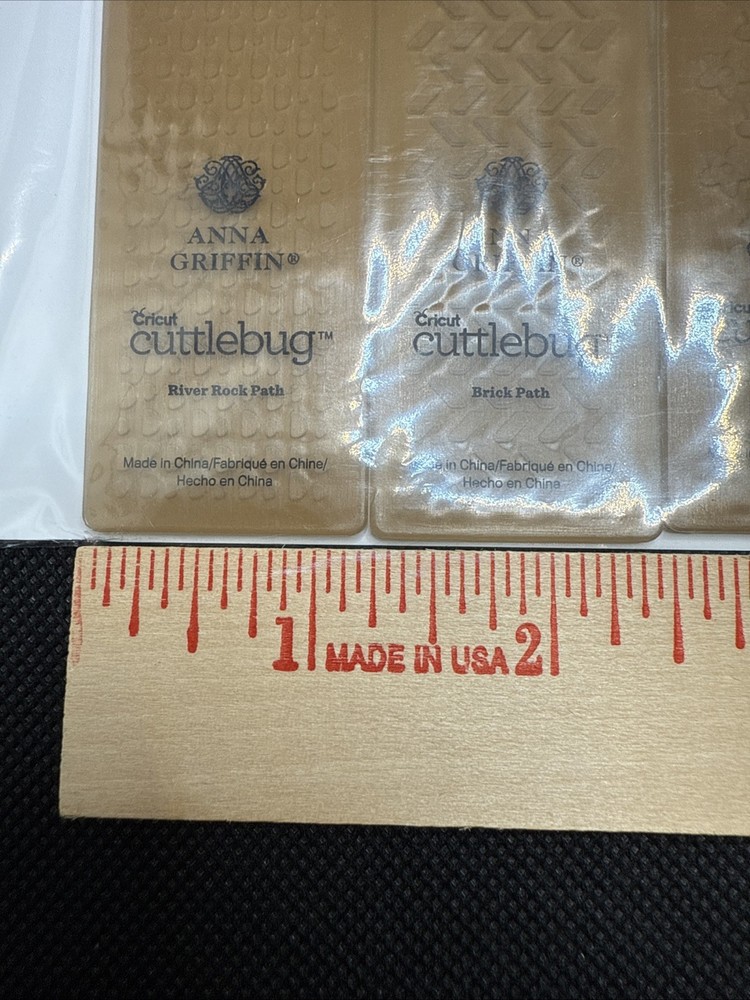 ANNA
GRIFFIN®
Cricut
cuttlebug™
River Rock Path
Made in China/Fabriqué en Chine/
Hecho en China
Cricut
cuttlebug
Brick Path
in China/Fabriqué en Chine/
Hecho en China
1 MADE IN USA 2